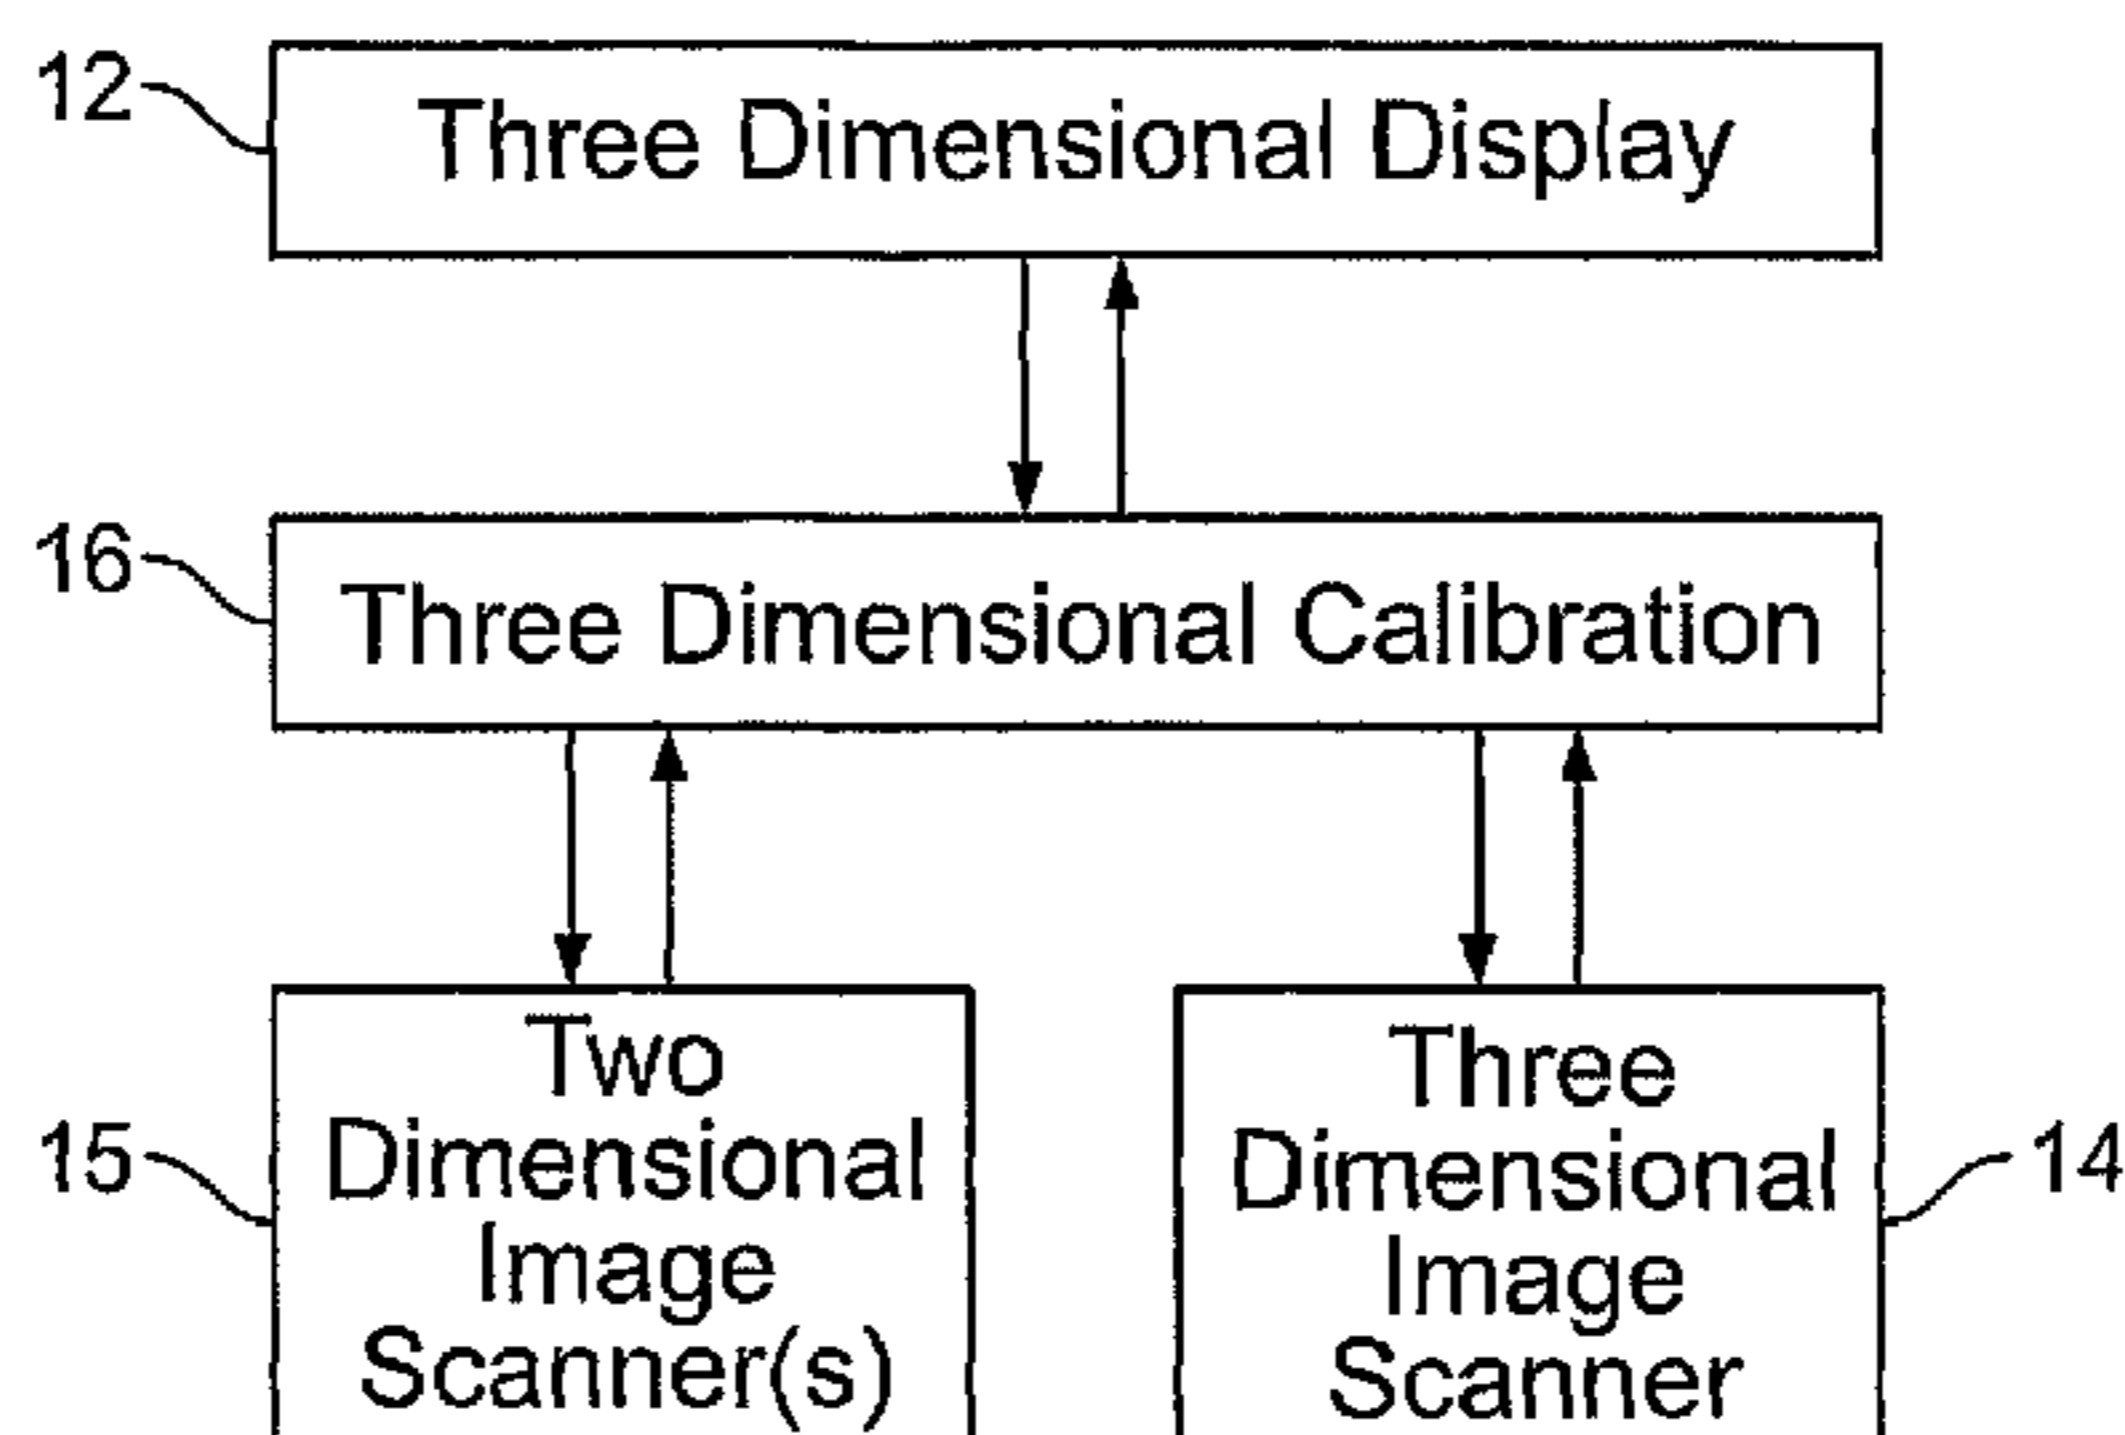 12
Three Dimensional Display
16
Three Dimensional Calibration
15
Two
Dimensional
Image
Scanner(s)
Three
Dimensional
Image
Scanner
14